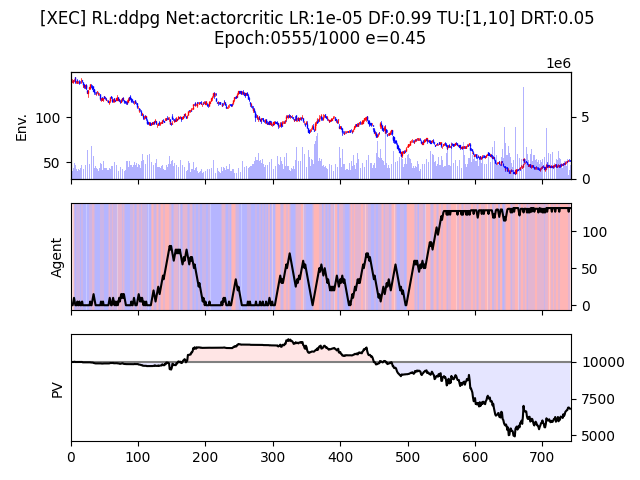 [XEC] RL:ddpg Net:actorcritic LR:1e-05 DF:0.99 TU:[1,10] DRT:0.05
Epoch:0555/1000 e=0.45
1e6
Env.
100
50
5
0
Agent
100
50
0
PV
10000
7500
5000
0 100 200 300 400 500 600 700